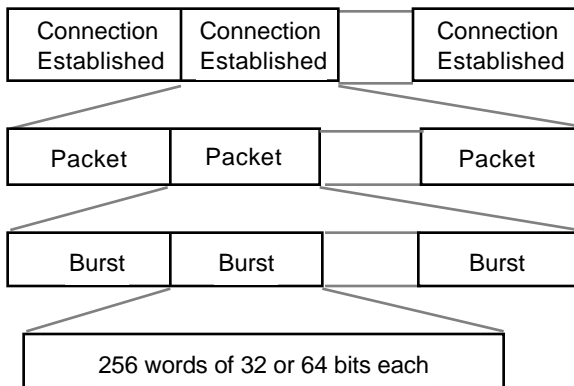 Connection Established Connection Established Connection Established
Packet Packet Packet
Burst Burst Burst
256 words of 32 or 64 bits each